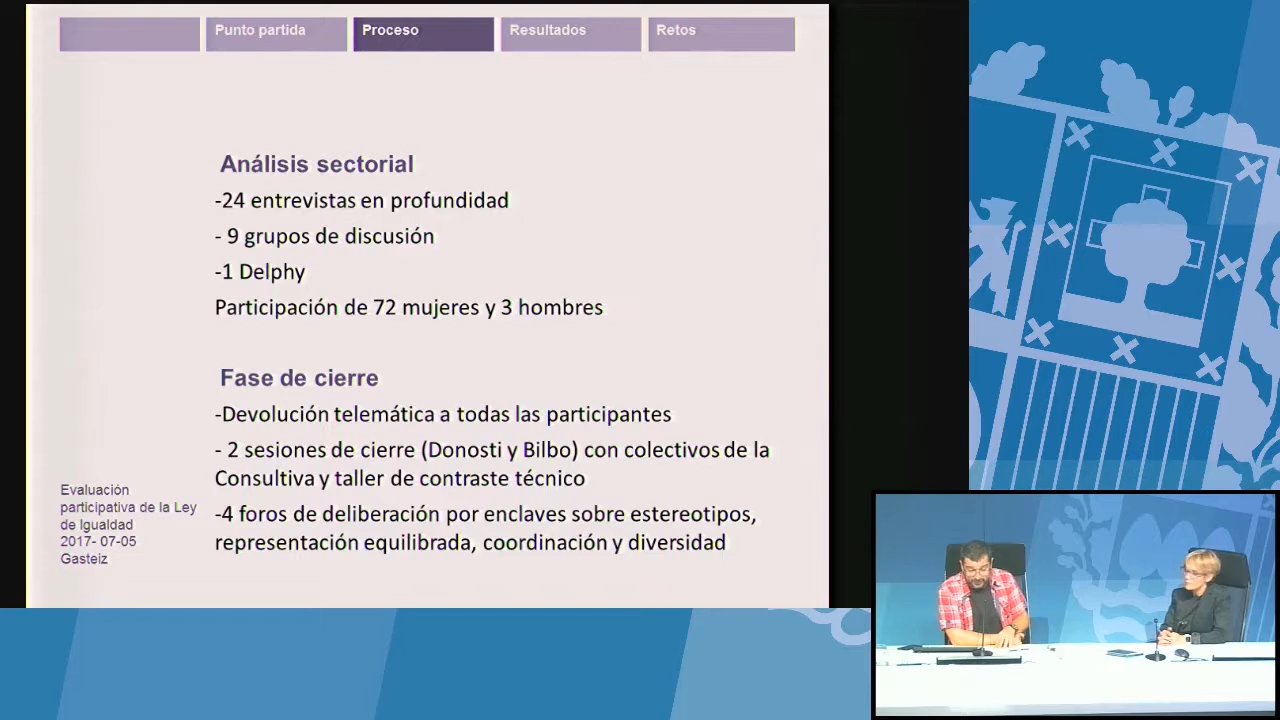 Punto partida
Proceso
Resultados
Retos
Análisis sectorial
-24 entrevistas en profundidad
- 9 grupos de discusión
-1 Delphy
Participación de 72 mujeres y 3 hombres
Fase de cierre
-Devolución telemática a todas las participantes
- 2 sesiones de cierre (Donosti y Bilbo) con colectivos de la
Consultiva y taller de contraste técnico
-4 foros de deliberación por enclaves sobre estereotipos,
representación equilibrada, coordinación y diversidad
Evaluación
participativa de la Ley
de Igualdad
2017- 07-05
Gasteiz